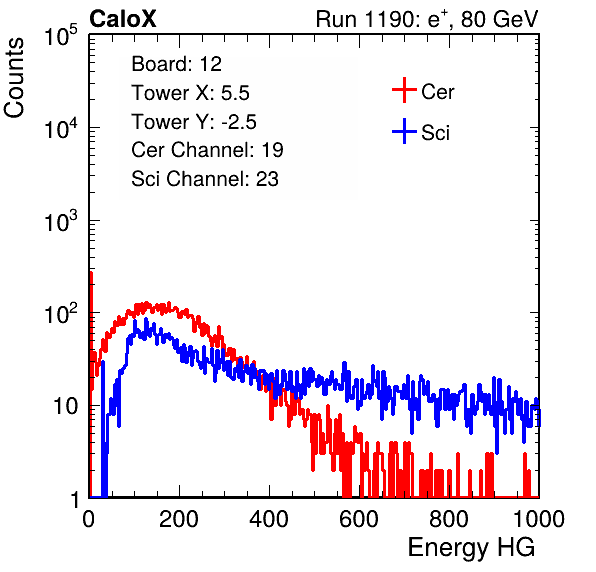 CaloX Run 1190: e⁺, 80 GeV
Counts
10⁵
10⁴
10³
10²
10
1
Board: 12
Tower X: 5.5
Tower Y: -2.5
Cer Channel: 19
Sci Channel: 23
Cer
Sci
0 200 400 600 800 1000
Energy HG